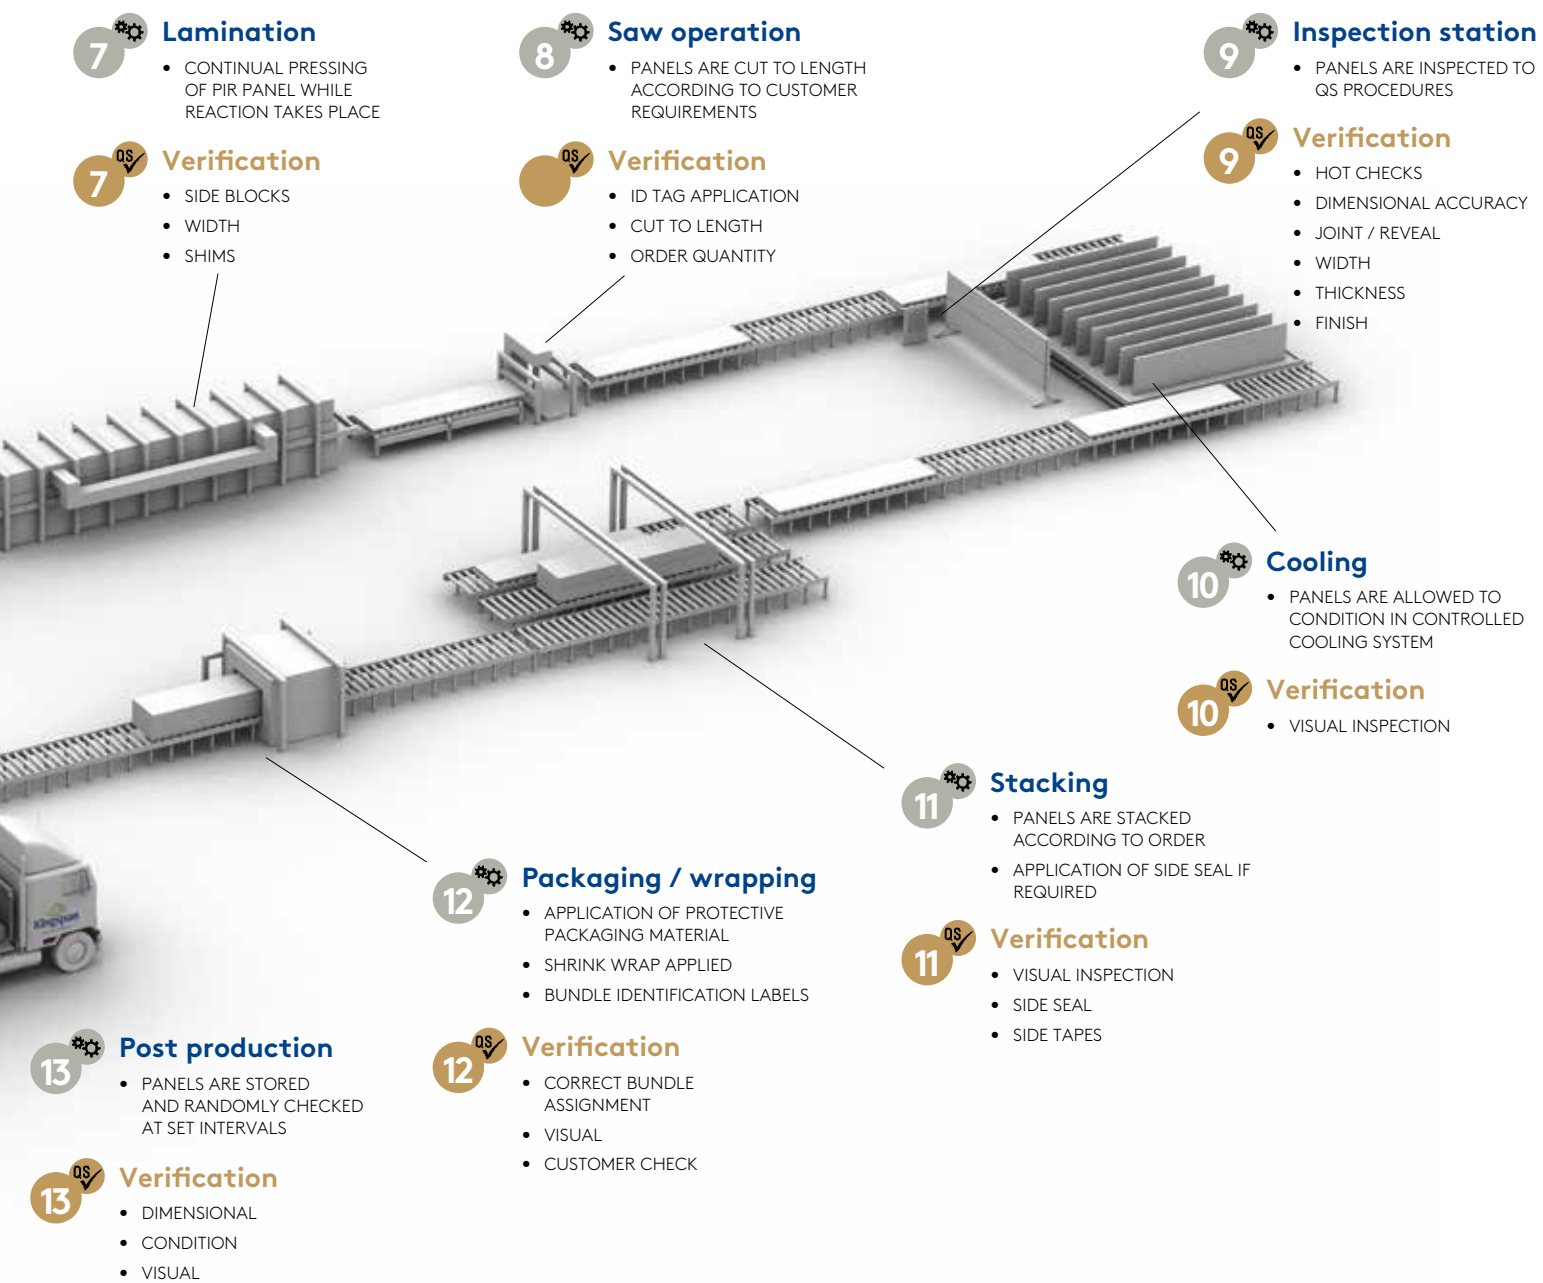 7
Lamination
• CONTINUAL PRESSING
OF PIR PANEL WHILE
REACTION TAKES PLACE
7
QS
Verification
• SIDE BLOCKS
• WIDTH
• SHIMS
8
Saw operation
• PANELS ARE CUT TO LENGTH
ACCORDING TO CUSTOMER
REQUIREMENTS
QS
Verification
• ID TAG APPLICATION
• CUT TO LENGTH
• ORDER QUANTITY
9
Inspection station
• PANELS ARE INSPECTED TO
QS PROCEDURES
9
QS
Verification
• HOT CHECKS
• DIMENSIONAL ACCURACY
• JOINT / REVEAL
• WIDTH
• THICKNESS
• FINISH
10
Cooling
• PANELS ARE ALLOWED TO
CONDITION IN CONTROLLED
COOLING SYSTEM
10
QS
Verification
• VISUAL INSPECTION
11
Stacking
• PANELS ARE STACKED
ACCORDING TO ORDER
• APPLICATION OF SIDE SEAL IF
REQUIRED
11
QS
Verification
• VISUAL INSPECTION
• SIDE SEAL
• SIDE TAPES
12
Packaging / wrapping
• APPLICATION OF PROTECTIVE
PACKAGING MATERIAL
• SHRINK WRAP APPLIED
• BUNDLE IDENTIFICATION LABELS
12
QS
Verification
• CORRECT BUNDLE
ASSIGNMENT
• VISUAL
• CUSTOMER CHECK
Kingspan
13
Post production
• PANELS ARE STORED
AND RANDOMLY CHECKED
AT SET INTERVALS
13
QS
Verification
• DIMENSIONAL
• CONDITION
• VISUAL